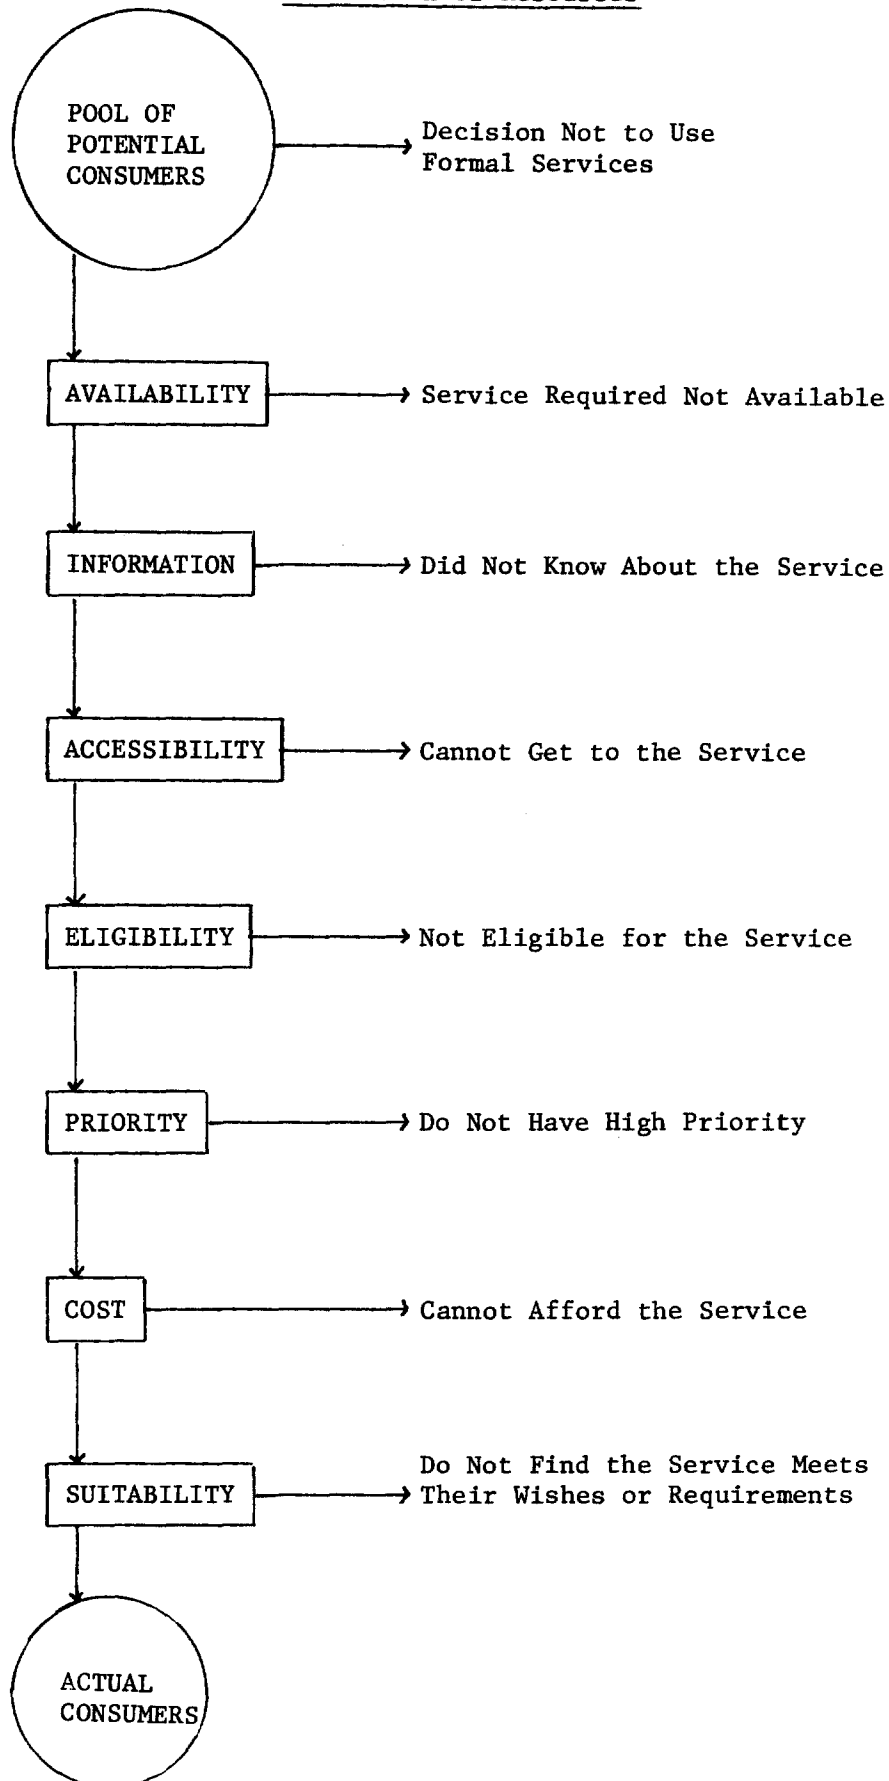 POOL OF
POTENTIAL
CONSUMERS
Decision Not to Use
Formal Services
AVAILABILITY
Service Required Not Available
INFORMATION
Did Not Know About the Service
ACCESSIBILITY
Cannot Get to the Service
ELIGIBILITY
Not Eligible for the Service
PRIORITY
Do Not Have High Priority
COST
Cannot Afford the Service
SUITABILITY
Do Not Find the Service Meets
Their Wishes or Requirements
ACTUAL
CONSUMERS